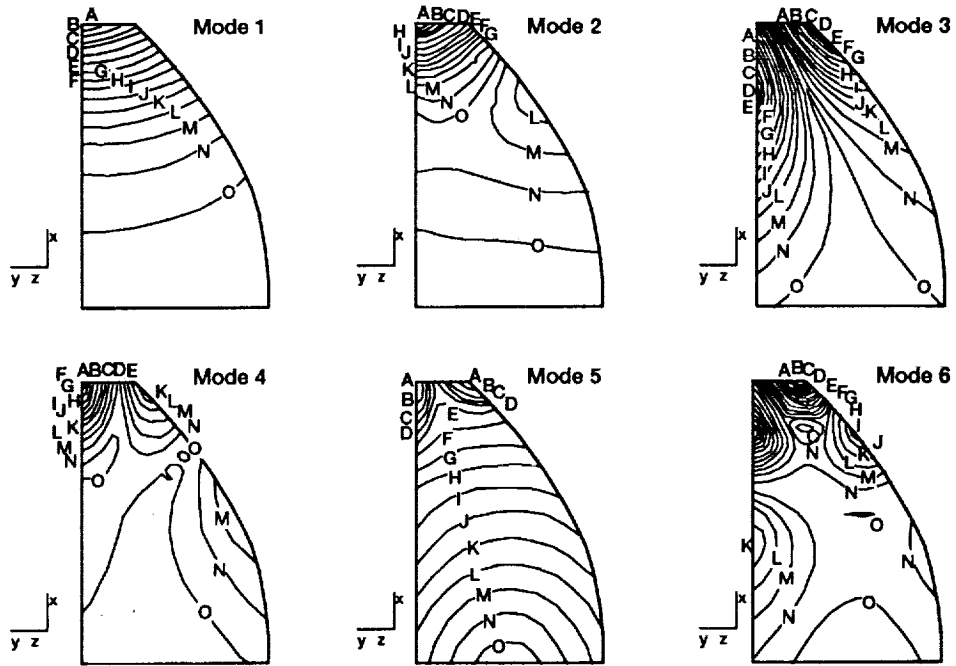 Mode 1
A
B
C
D
E
F
G H I J K L M N O
x
y z
Mode 2
A B C D E F G
H
I
J
K
L
M N O
L
M
N
O
x
y z
Mode 3
A B C D E F G H I J K L M N O
A
B
C
D
E
F
G
H
I
J
L
M
N
O
x
y z
Mode 4
A B C D E
F
G
H
I
J
K
L
M
N
O
K L M N O
O
M
N
O
x
y z
Mode 5
A
B
C
D
A B C D
E
F
G
H
I
J
K
L
M
N
O
x
y z
Mode 6
A B C D E F G H I J
O
N
K
L
M
N
O
K
L
M
N
N
O
x
y z